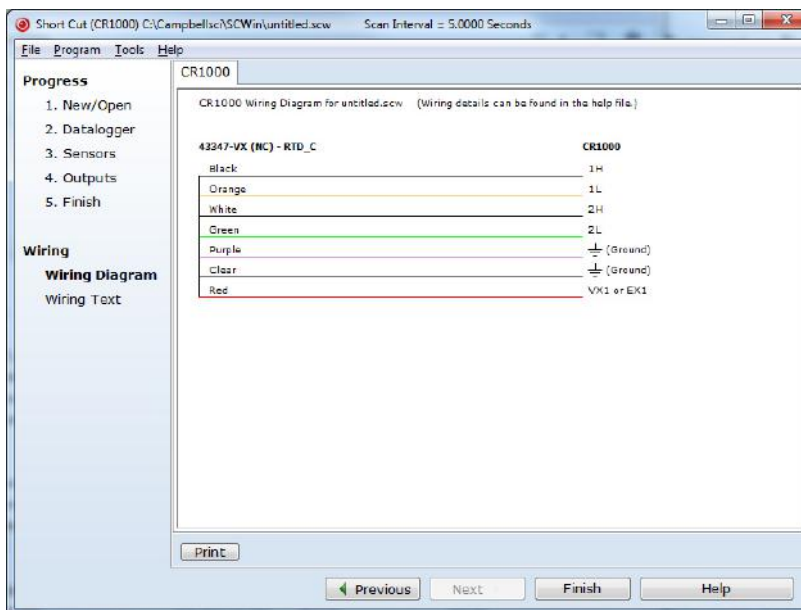 Short Cut (CR1000) C:\Campbellsci\SCWin\untitled.scw Scan Interval = 5.0000 Seconds
File Program Tools Help
Progress
1. New/Open
2. Datalogger
3. Sensors
4. Outputs
5. Finish
Wiring
Wiring Diagram
Wiring Text
CR1000
CR1000 Wiring Diagram for untitled.scw (Wiring details can be found in the help file.)
43347-VX (NC) - RTD_C CR1000
Black 1H
Orange 1L
White 2H
Green 2L
Purple (Ground)
Clear (Ground)
Red VX1 or EX1
Print
Previous Next Finish Help